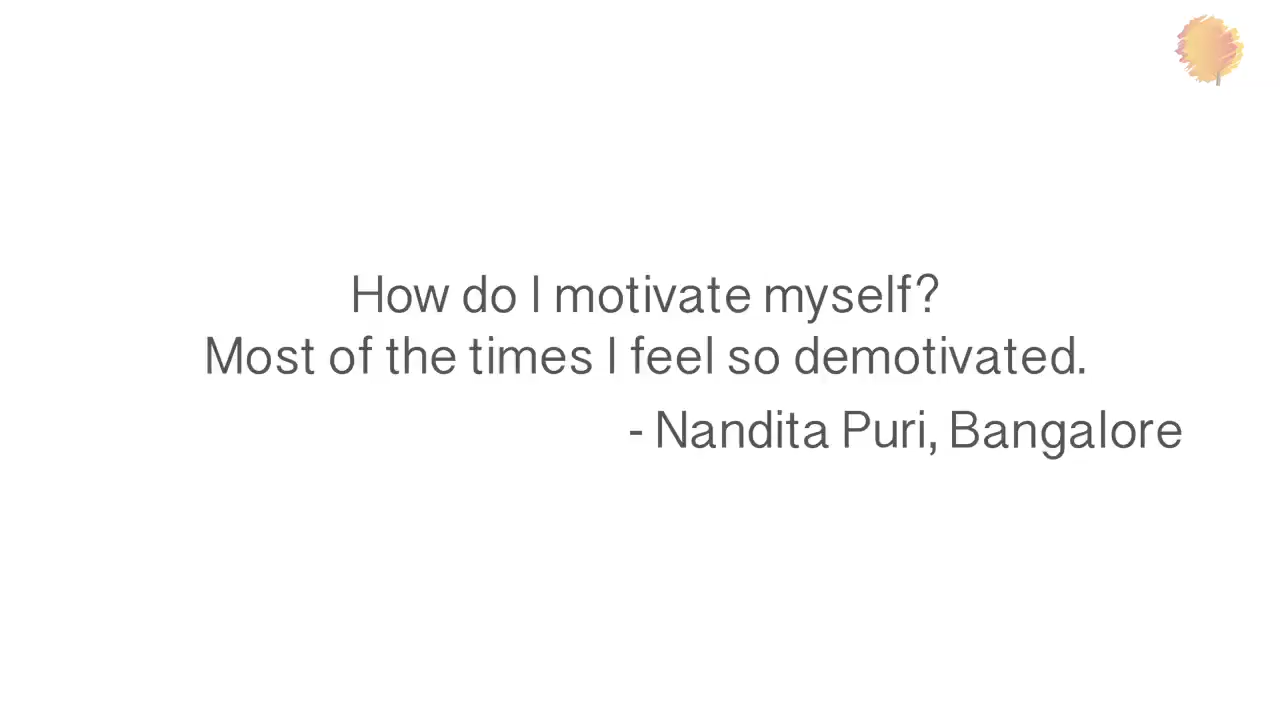 How do I motivate myself?
Most of the times I feel so demotivated.
- Nandita Puri, Bangalore